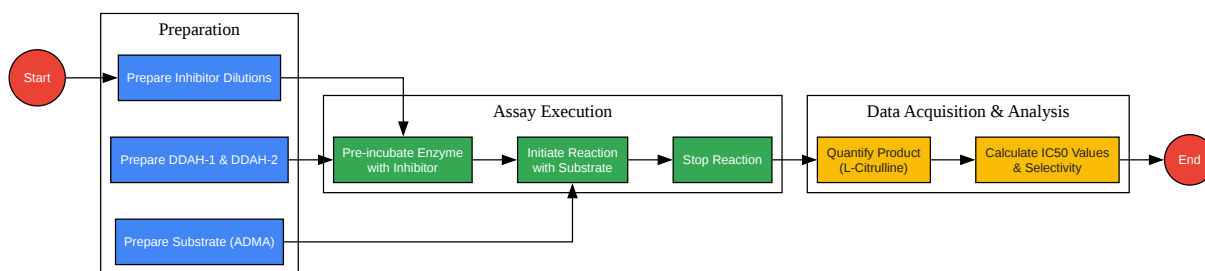 Start
Preparation
Prepare Inhibitor Dilutions
Prepare DDAH-1 & DDAH-2
Prepare Substrate (ADMA)
Assay Execution
Pre-incubate Enzyme
with Inhibitor
Initiate Reaction
with Substrate
Stop Reaction
Data Acquisition & Analysis
Quantify Product
(L-Citrulline)
Calculate IC50 Values
& Selectivity
End